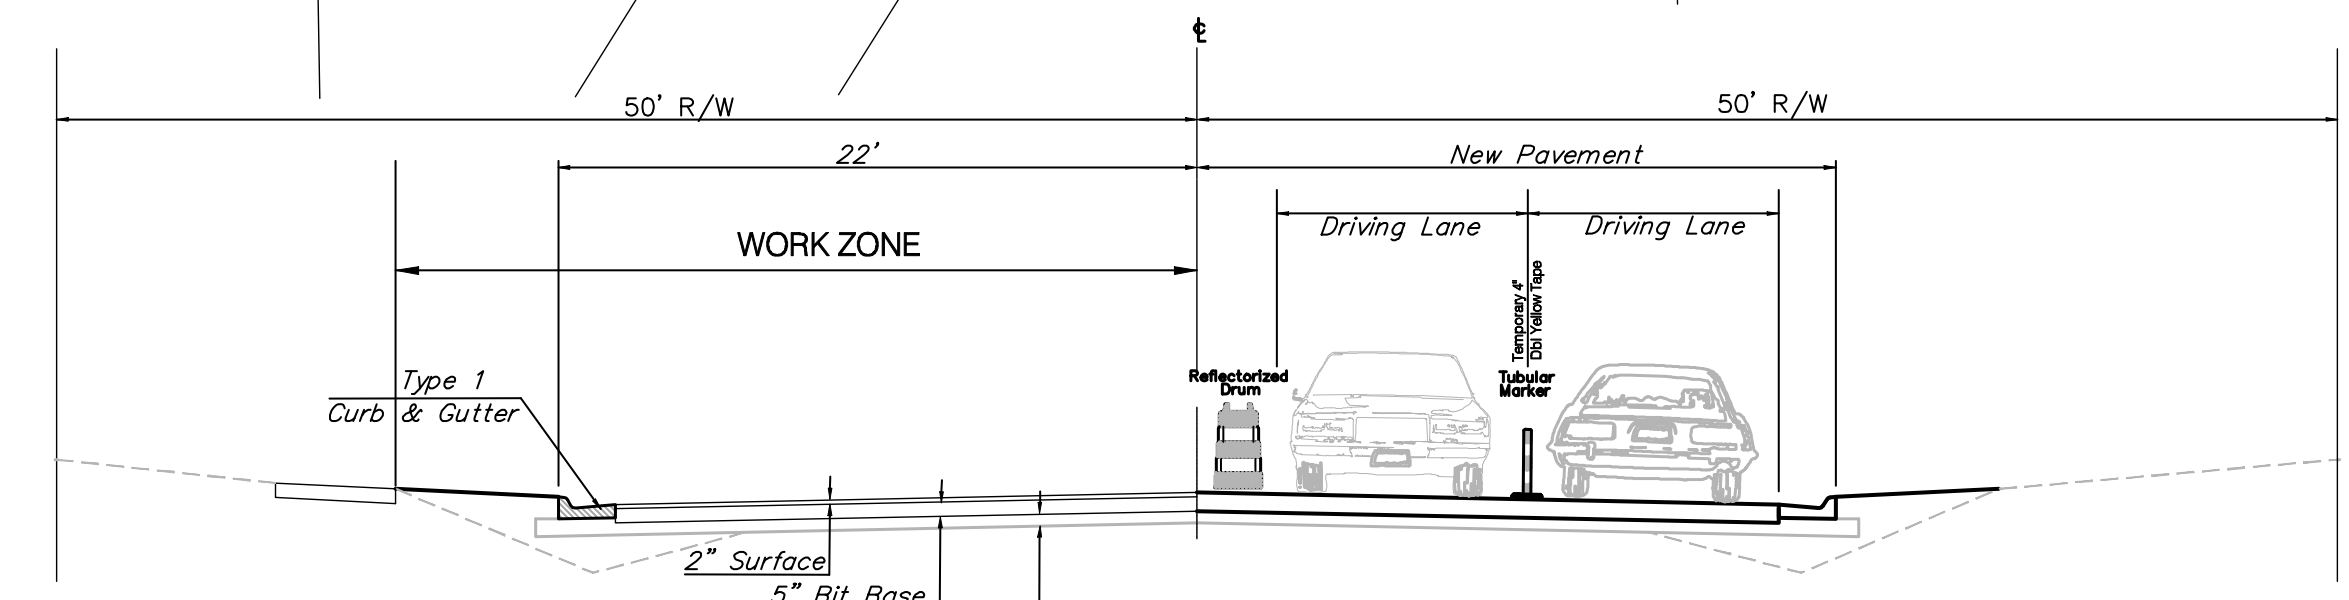 ℄
50' R/W
50' R/W
22'
New Pavement
Driving Lane
Driving Lane
WORK ZONE
Temporary 4"
Dbl Yellow Tape
Reflectorized
Drum
Tubular
Marker
Type 1
Curb & Gutter
2" Surface
5" Bit Base